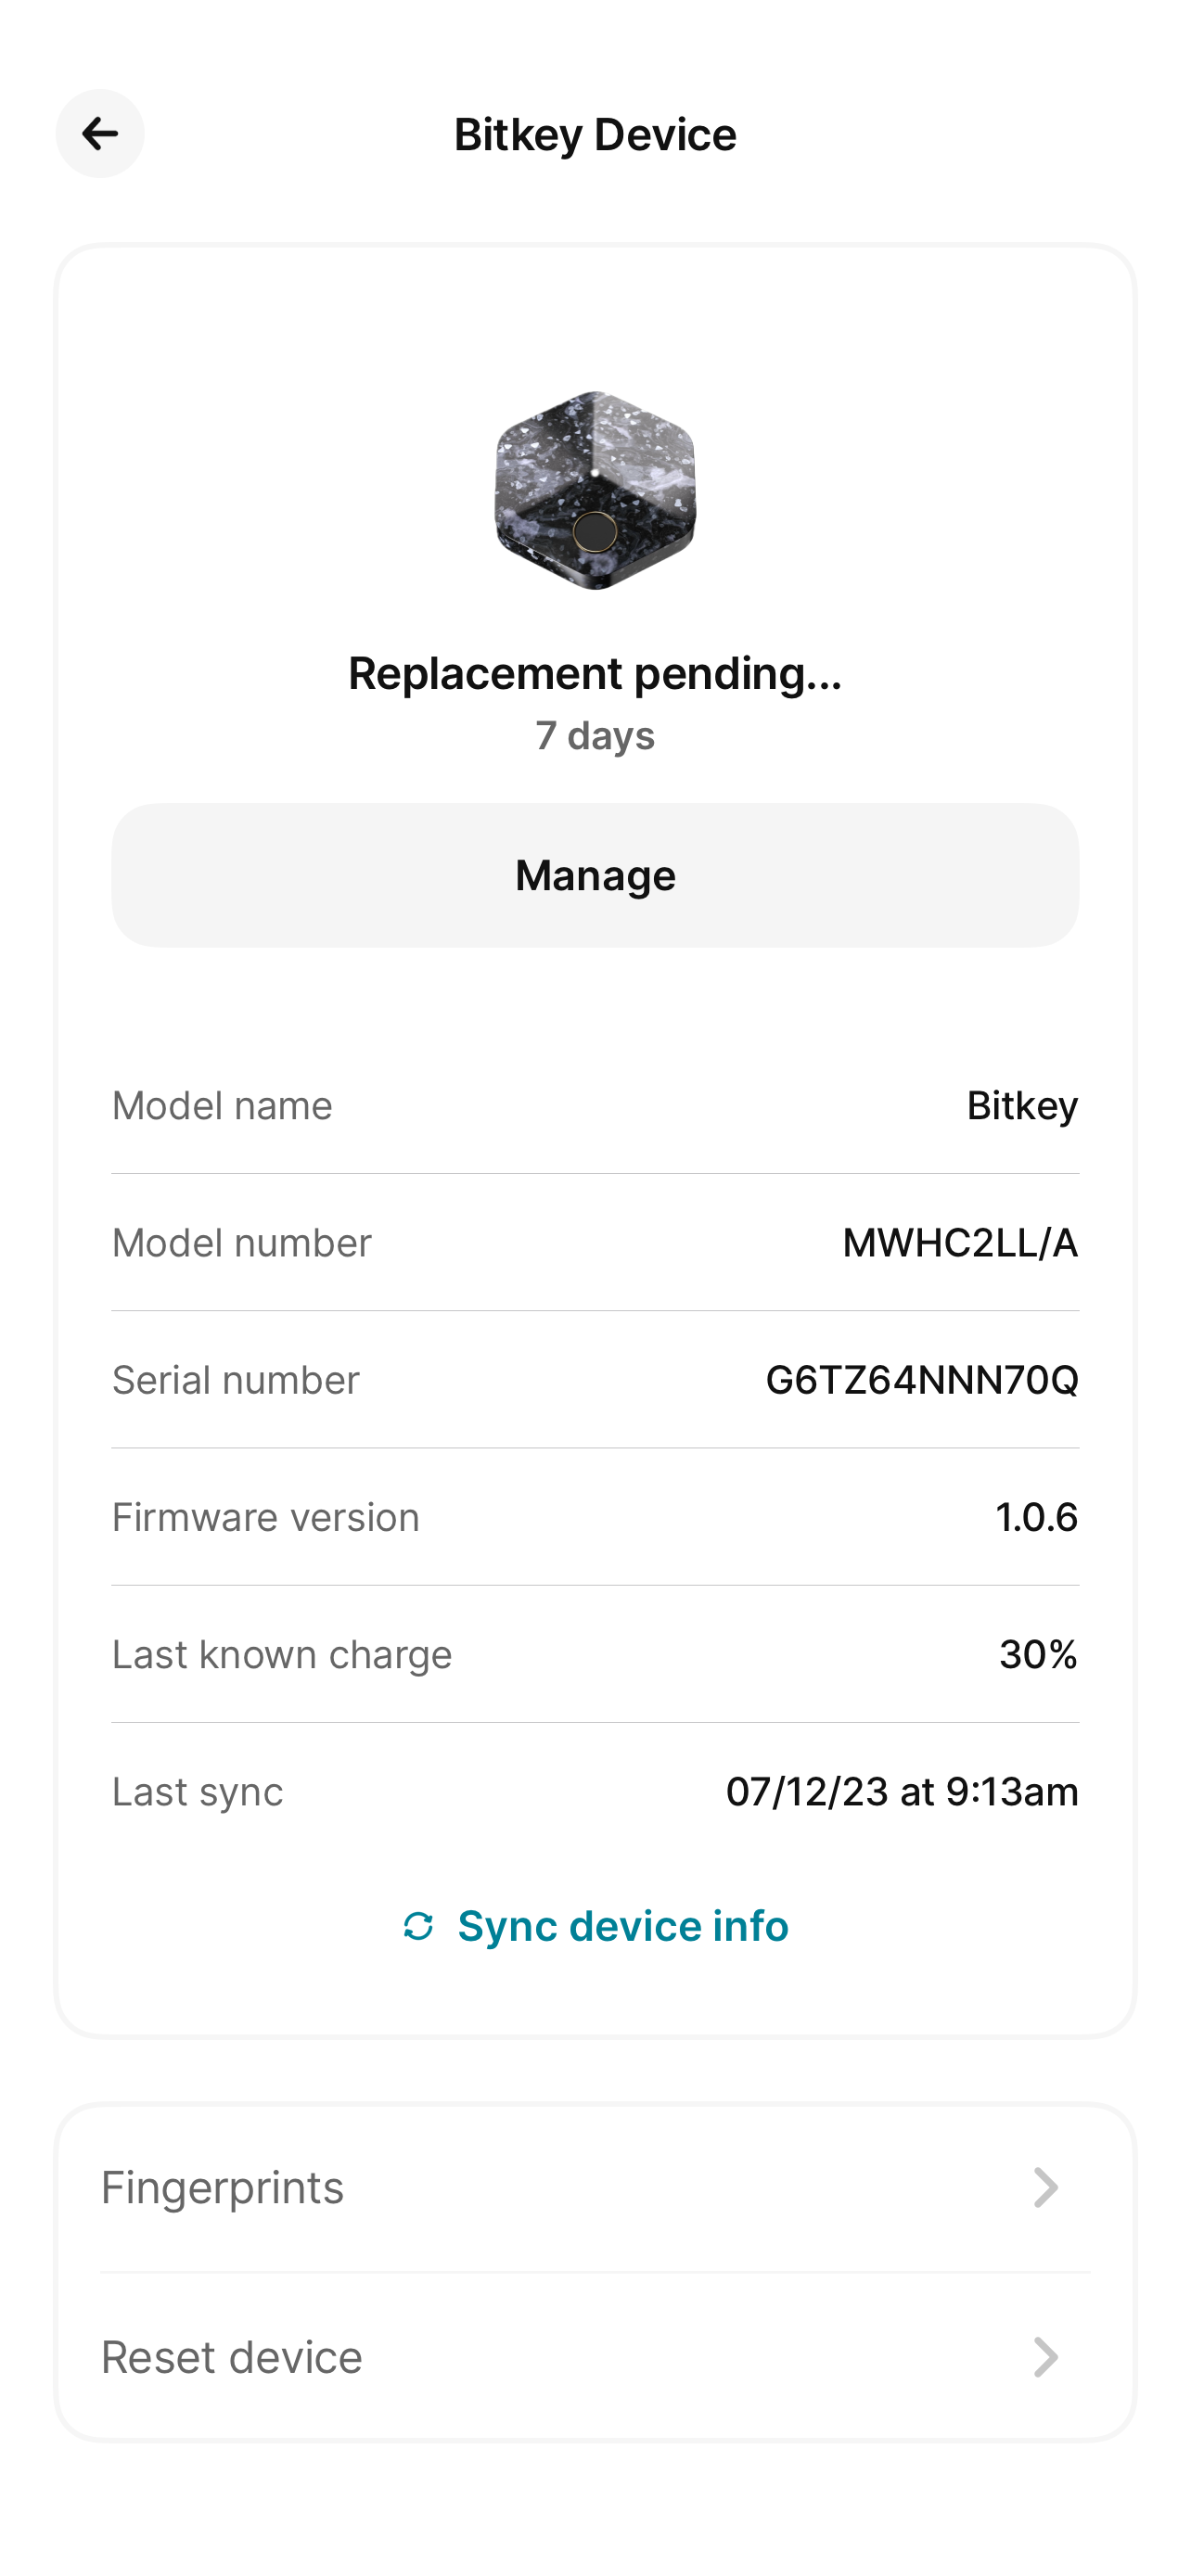 Bitkey Device
Replacement pending...
7 days
Manage
Model name Bitkey
Model number MWHC2LL/A
Serial number G6TZ64NNN70Q
Firmware version 1.0.6
Last known charge 30%
Last sync 07/12/23 at 9:13am
Sync device info
Fingerprints
Reset device